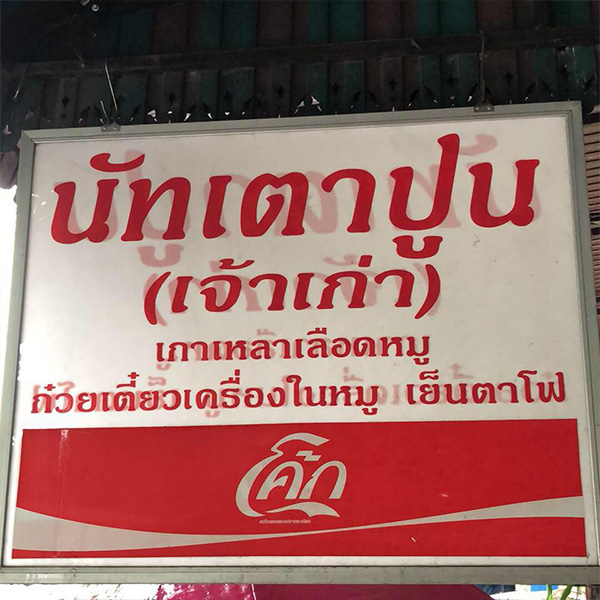 นัทเตาปูน
(เจ้าเก่า)
เกาเหลาเลือดหมู
ก๋วยเตี๋ยวเครื่องในหมู เย็นตาโฟ
โค้ก